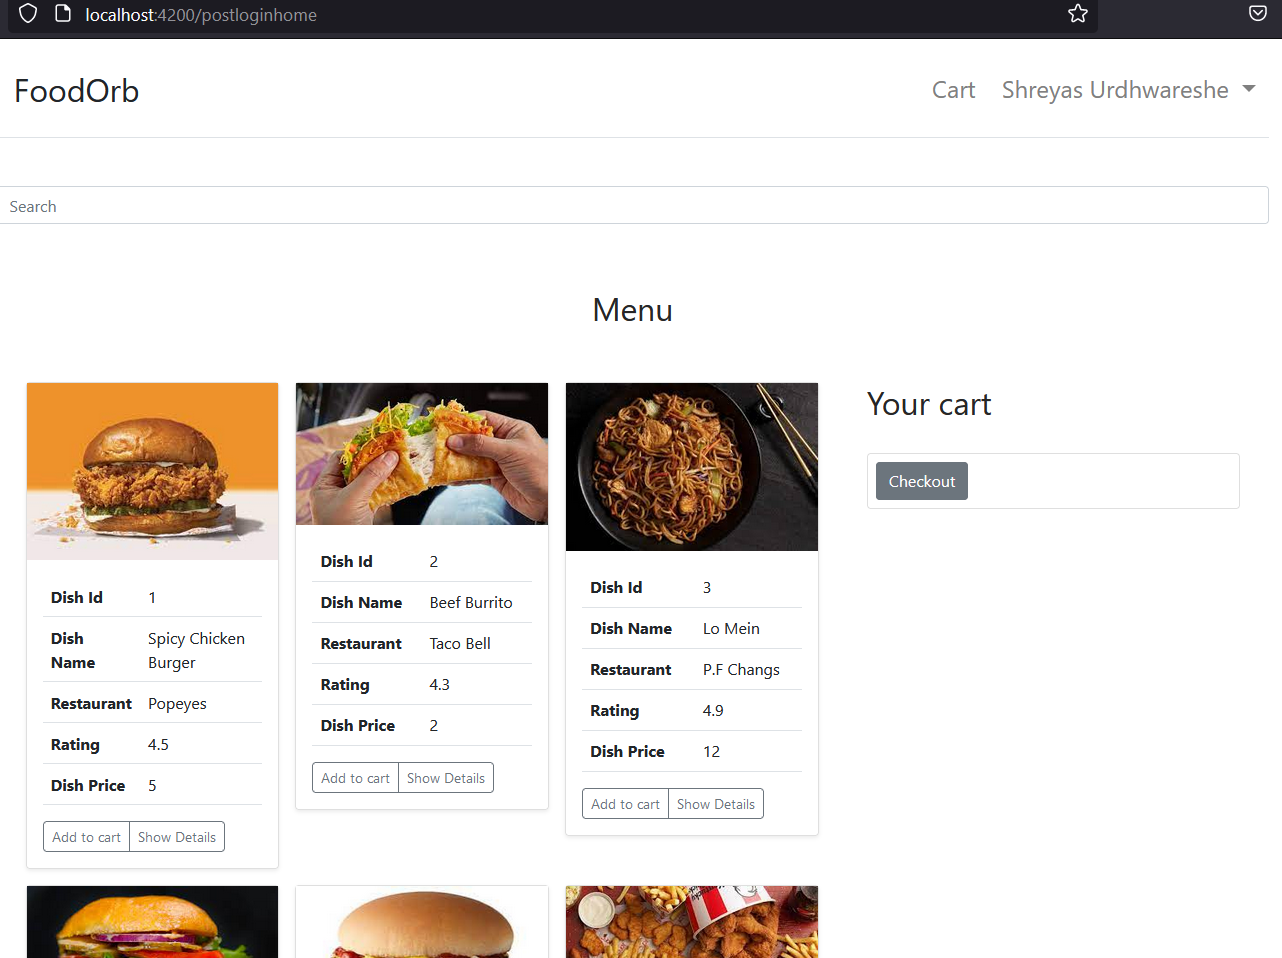 localhost:4200/postloginhome
FoodOrb
Cart
Shreyas Urdhwareshe
Search
Menu
Dish Id 1
Dish Name Spicy Chicken Burger
Restaurant Popeyes
Rating 4.5
Dish Price 5
Add to cart Show Details
Dish Id 2
Dish Name Beef Burrito
Restaurant Taco Bell
Rating 4.3
Dish Price 2
Add to cart Show Details
Dish Id 3
Dish Name Lo Mein
Restaurant P.F Changs
Rating 4.9
Dish Price 12
Add to cart Show Details
Your cart
Checkout